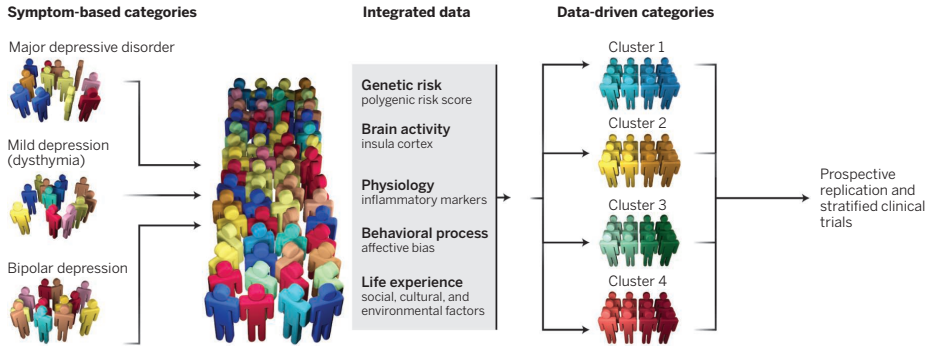 Symptom-based categories
Integrated data
Data-driven categories
Major depressive disorder
Mild depression
(dysthymia)
Bipolar depression
Genetic risk
polygenic risk score
Brain activity
insula cortex
Physiology
inflammatory markers
Behavioral process
affective bias
Life experience
social, cultural, and
environmental factors
Cluster 1
Cluster 2
Cluster 3
Cluster 4
Prospective
replication and
stratified clinical
trials